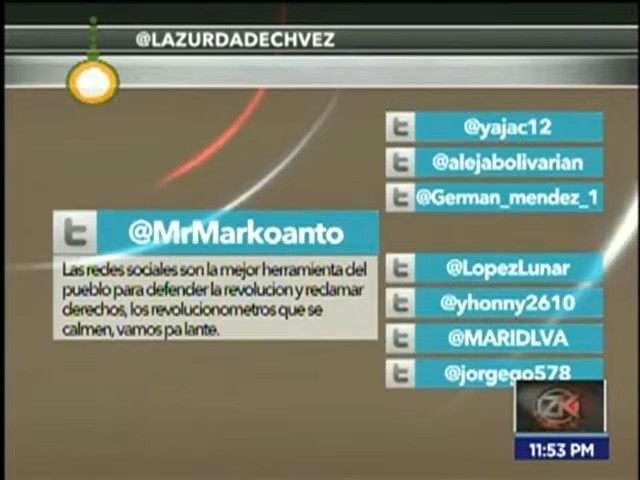 @LAZURDADECHVEZ
@yajac12
@alejabolivarian
@German_mendez_1
@MrMarkoanto
Las redes sociales son la mejor herramienta del
pueblo para defender la revolucion y reclamar
derechos, los revolucionometros que se
calmen, vamos pa lante.
@LopezLunar
@yhonny2610
@MARIDLVA
@jorgego578
ZK
11:53 PM